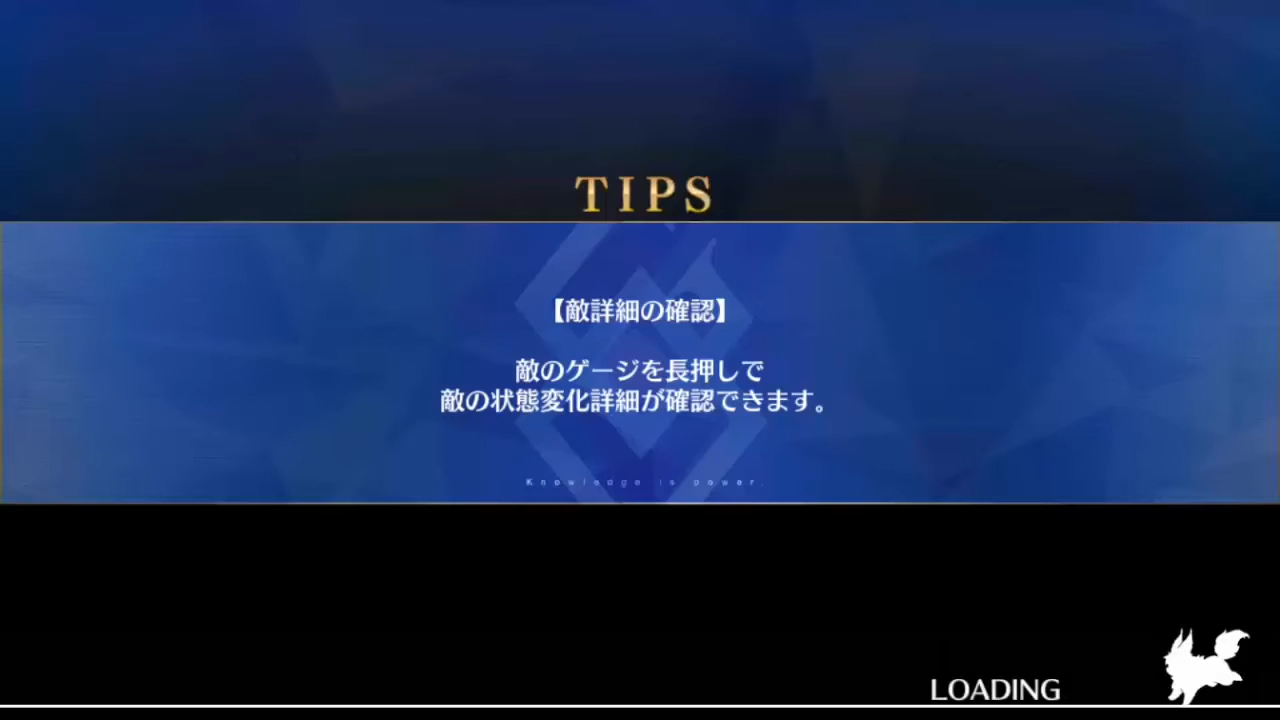 TIPS
【敵詳細の確認】
敵のゲージを長押しで
敵の状態変化詳細が確認できます。
Knowledge is power.
LOADING